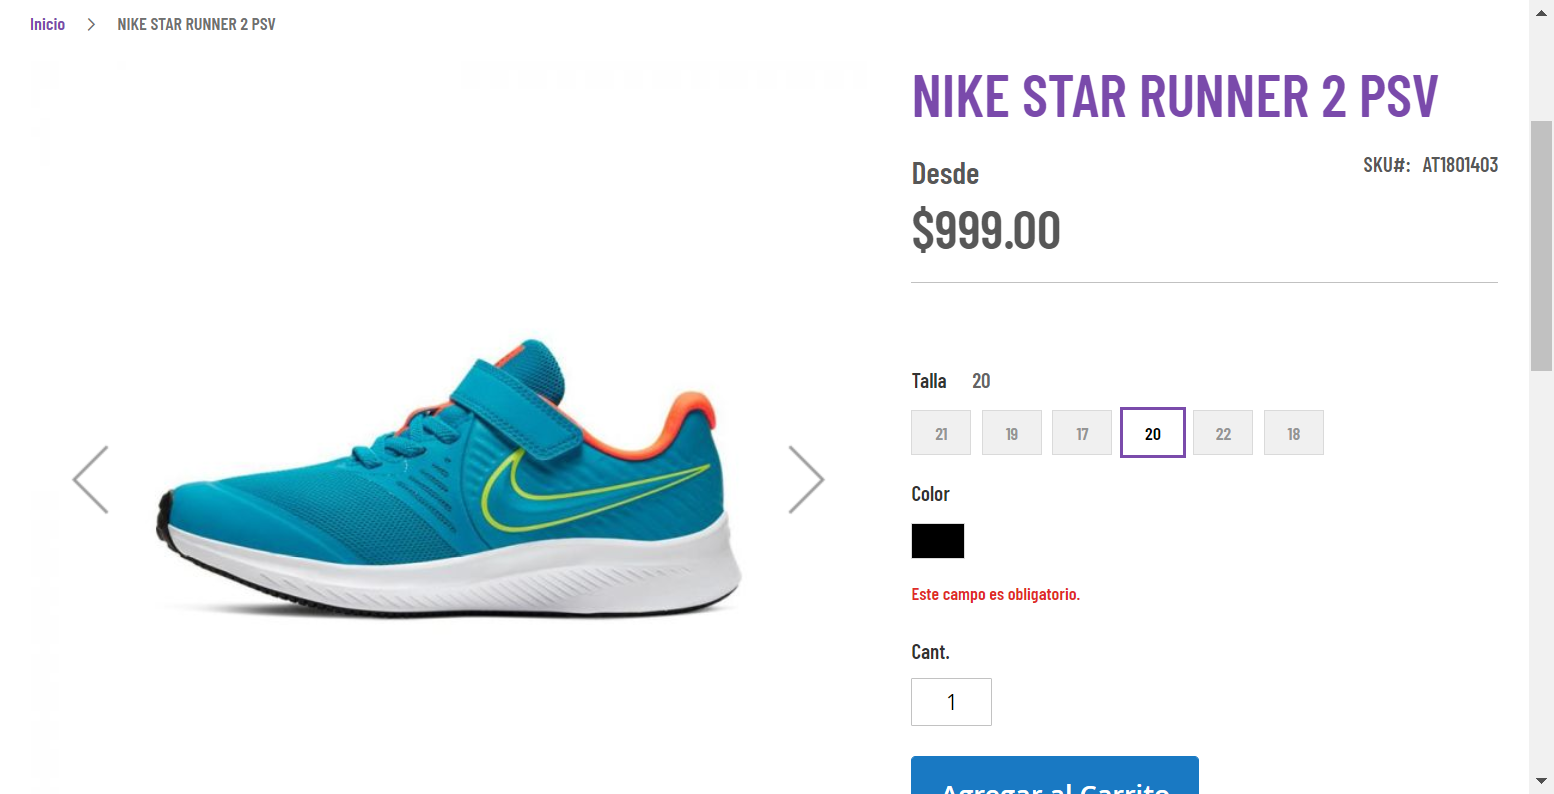 Inicio > NIKE STAR RUNNER 2 PSV
NIKE STAR RUNNER 2 PSV
Desde
SKU#: AT1801403
$999.00
Talla 20
21 19 17 20 22 18
Color
Este campo es obligatorio.
Cant.
1
Agregar al Carrito